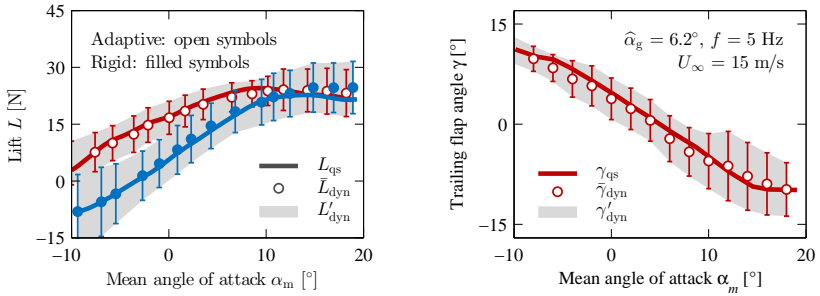 45
30
15
0
-15
Lift L [N]
Adaptive: open symbols
Rigid: filled symbols
L_qs
L̄_dyn
L′_dyn
-10 0 10 20
Mean angle of attack α_m [°]
15
0
-15
Trailing flap angle γ [°]
α̂_g = 6.2°, f = 5 Hz
U_∞ = 15 m/s
γ_qs
γ̄_dyn
γ′_dyn
-10 0 10 20
Mean angle of attack α_m [°]